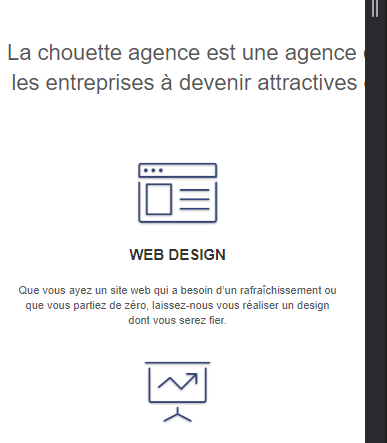 La chouette agence est une agence
les entreprises à devenir attractives
WEB DESIGN
Que vous ayez un site web qui a besoin d'un rafraîchissement ou
que vous partiez de zéro, laissez-nous vous réaliser un design
dont vous serez fier.